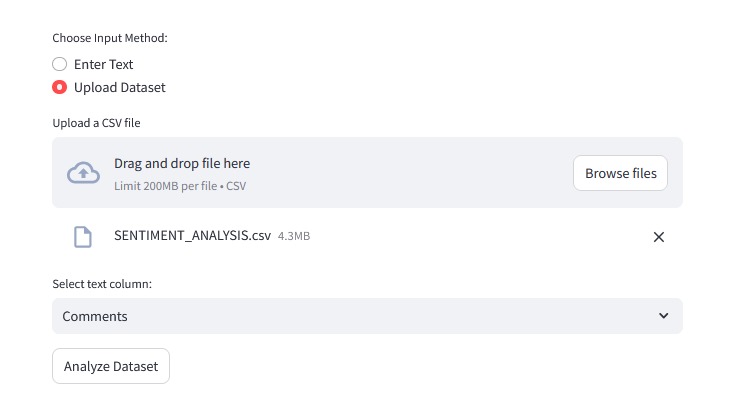 Choose Input Method:
Enter Text
Upload Dataset
Upload a CSV file
Drag and drop file here
Limit 200MB per file • CSV
Browse files
SENTIMENT_ANALYSIS.csv 4.3MB
Select text column:
Comments
Analyze Dataset